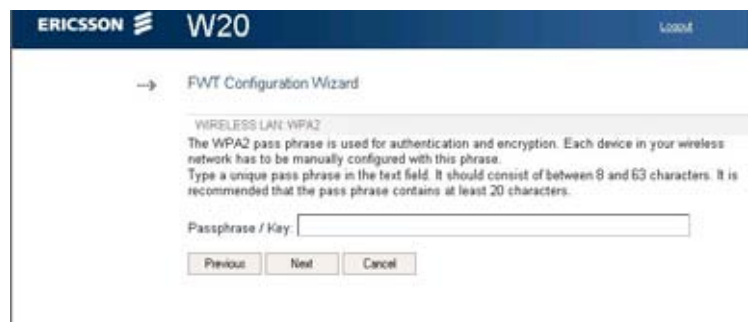 ERICSSON W20 Logout
FWT Configuration Wizard
WIRELESS LAN: WPA2
The WPA2 pass phrase is used for authentication and encryption. Each device in your wireless
network has to be manually configured with this phrase.
Type a unique pass phrase in the text field. It should consist of between 8 and 63 characters. It is
recommended that the pass phrase contains at least 20 characters.
Passphrase / Key:
Previous Next Cancel